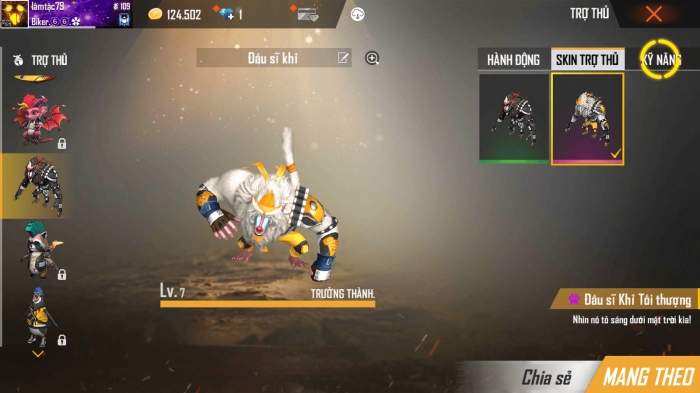 lâmtặc79
109
Biker.
124.502
+ 1
TRỢ THỦ
TRỢ THỦ
Đấu sĩ khỉ
HÀNH ĐỘNG
SKIN TRỢ THỦ
KỸ NĂNG
Lv. 7
TRƯỞNG THÀNH.
Đấu sĩ Khỉ Tối thượng
Nhìn nó tỏ sáng dưới mặt trời kìa!
Chia sẻ
MANG THEO